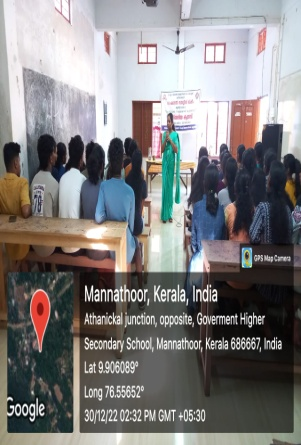 GPS Map Camera
Mannathoor, Kerala, India
Athanickal junction, opposite, Goverment Higher
Secondary School, Mannathoor, Kerala 686667, India
Lat 9.906089°
Long 76.55652°
30/12/22 02:32 PM GMT +05:30
Google